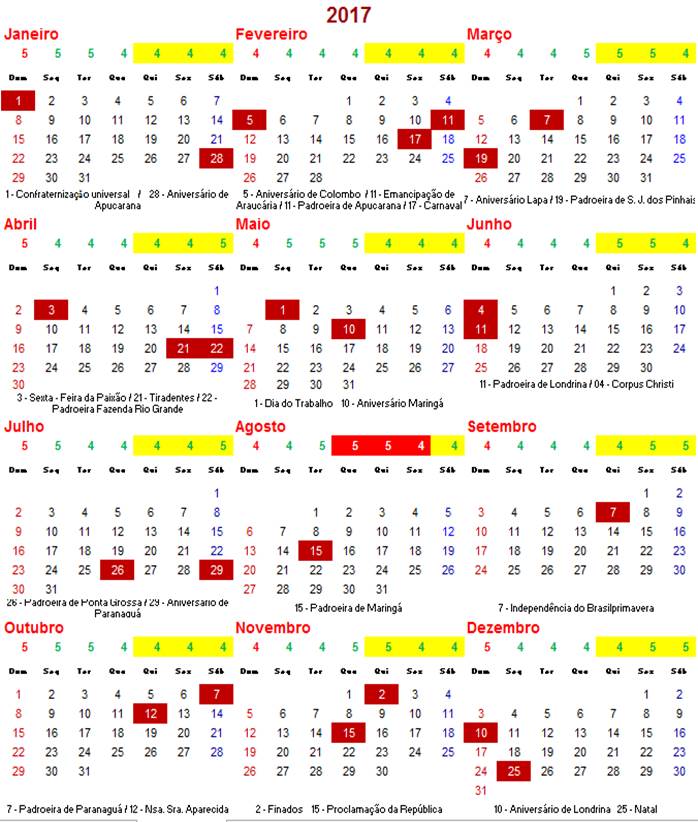 2017
Janeiro
5 5 5 4 4 4 4
Dom Seg Ter Qua Qui Sex Sáb
1 2 3 4 5 6 7
8 9 10 11 12 13 14
15 16 17 18 19 20 21
22 23 24 25 26 27 28
29 30 31
1 - Confraternização universal / 28 - Aniversário de
Apucarana
Fevereiro
4 4 4 4 4 4 4
Dom Seg Ter Qua Qui Sex Sáb
1 2 3 4
5 6 7 8 9 10 11
12 13 14 15 16 17 18
19 20 21 22 23 24 25
26 27 28
5 - Aniversário de Colombo / 11 - Emancipação de
Araucária / 11 - Padroeira de Apucarana / 17 - Carnaval
Março
4 4 4 5 5 5 4
Dom Seg Ter Qua Qui Sex Sáb
1 2 3 4
5 6 7 8 9 10 11
12 13 14 15 16 17 18
19 20 21 22 23 24 25
26 27 28 29 30 31
7 - Aniversário Lapa / 19 - Padroeira de S. J. dos Pinhais
Abril
5 4 4 4 4 4 5
Dom Seg Ter Qua Qui Sex Sáb
1
2 3 4 5 6 7 8
9 10 11 12 13 14 15
16 17 18 19 20 21 22
23 24 25 26 27 28 29
30
3 - Sexta - Feira da Paixão / 21 - Tiradentes / 22 -
Padroeira Fazenda Rio Grande
Maio
4 5 5 5 4 4 4
Dom Seg Ter Qua Qui Sex Sáb
1 2 3 4 5 6
7 8 9 10 11 12 13
14 15 16 17 18 19 20
21 22 23 24 25 26 27
28 29 30 31
1 - Dia do Trabalho 10 - Aniversário Maringá
Junho
4 4 4 4 5 5 4
Dom Seg Ter Qua Qui Sex Sáb
1 2 3
4 5 6 7 8 9 10
11 12 13 14 15 16 17
18 19 20 21 22 23 24
25 26 27 28 29 30
11 - Padroeira de Londrina / 04 - Corpus Christi
Julho
5 5 4 4 4 4 5
Dom Seg Ter Qua Qui Sex Sáb
1
2 3 4 5 6 7 8
9 10 11 12 13 14 15
16 17 18 19 20 21 22
23 24 25 26 27 28 29
30 31
26 - Padroeira de Ponta Grossa / 29 - Aniversário de
Paranaguá
Agosto
4 4 5 5 5 4 4
Dom Seg Ter Qua Qui Sex Sáb
1 2 3 4 5
6 7 8 9 10 11 12
13 14 15 16 17 18 19
20 21 22 23 24 25 26
27 28 29 30 31
15 - Padroeira de Maringá
Setembro
4 4 4 4 4 5 5
Dom Seg Ter Qua Qui Sex Sáb
1 2
3 4 5 6 7 8 9
10 11 12 13 14 15 16
17 18 19 20 21 22 23
24 25 26 27 28 29 30
7 - Independência do Brasilprimavera
Outubro
5 5 5 4 4 4 4
Dom Seg Ter Qua Qui Sex Sáb
1 2 3 4 5 6 7
8 9 10 11 12 13 14
15 16 17 18 19 20 21
22 23 24 25 26 27 28
29 30 31
7 - Padroeira de Paranaguá / 12 - Nsa. Sra. Aparecida
Novembro
4 4 4 5 5 4 4
Dom Seg Ter Qua Qui Sex Sáb
1 2 3 4
5 6 7 8 9 10 11
12 13 14 15 16 17 18
19 20 21 22 23 24 25
26 27 28 29 30
2 - Finados 15 - Proclamação da República
Dezembro
5 4 4 4 4 5 5
Dom Seg Ter Qua Qui Sex Sáb
1 2
3 4 5 6 7 8 9
10 11 12 13 14 15 16
17 18 19 20 21 22 23
24 25 26 27 28 29 30
31
10 - Aniversário de Londrina 25 - Natal